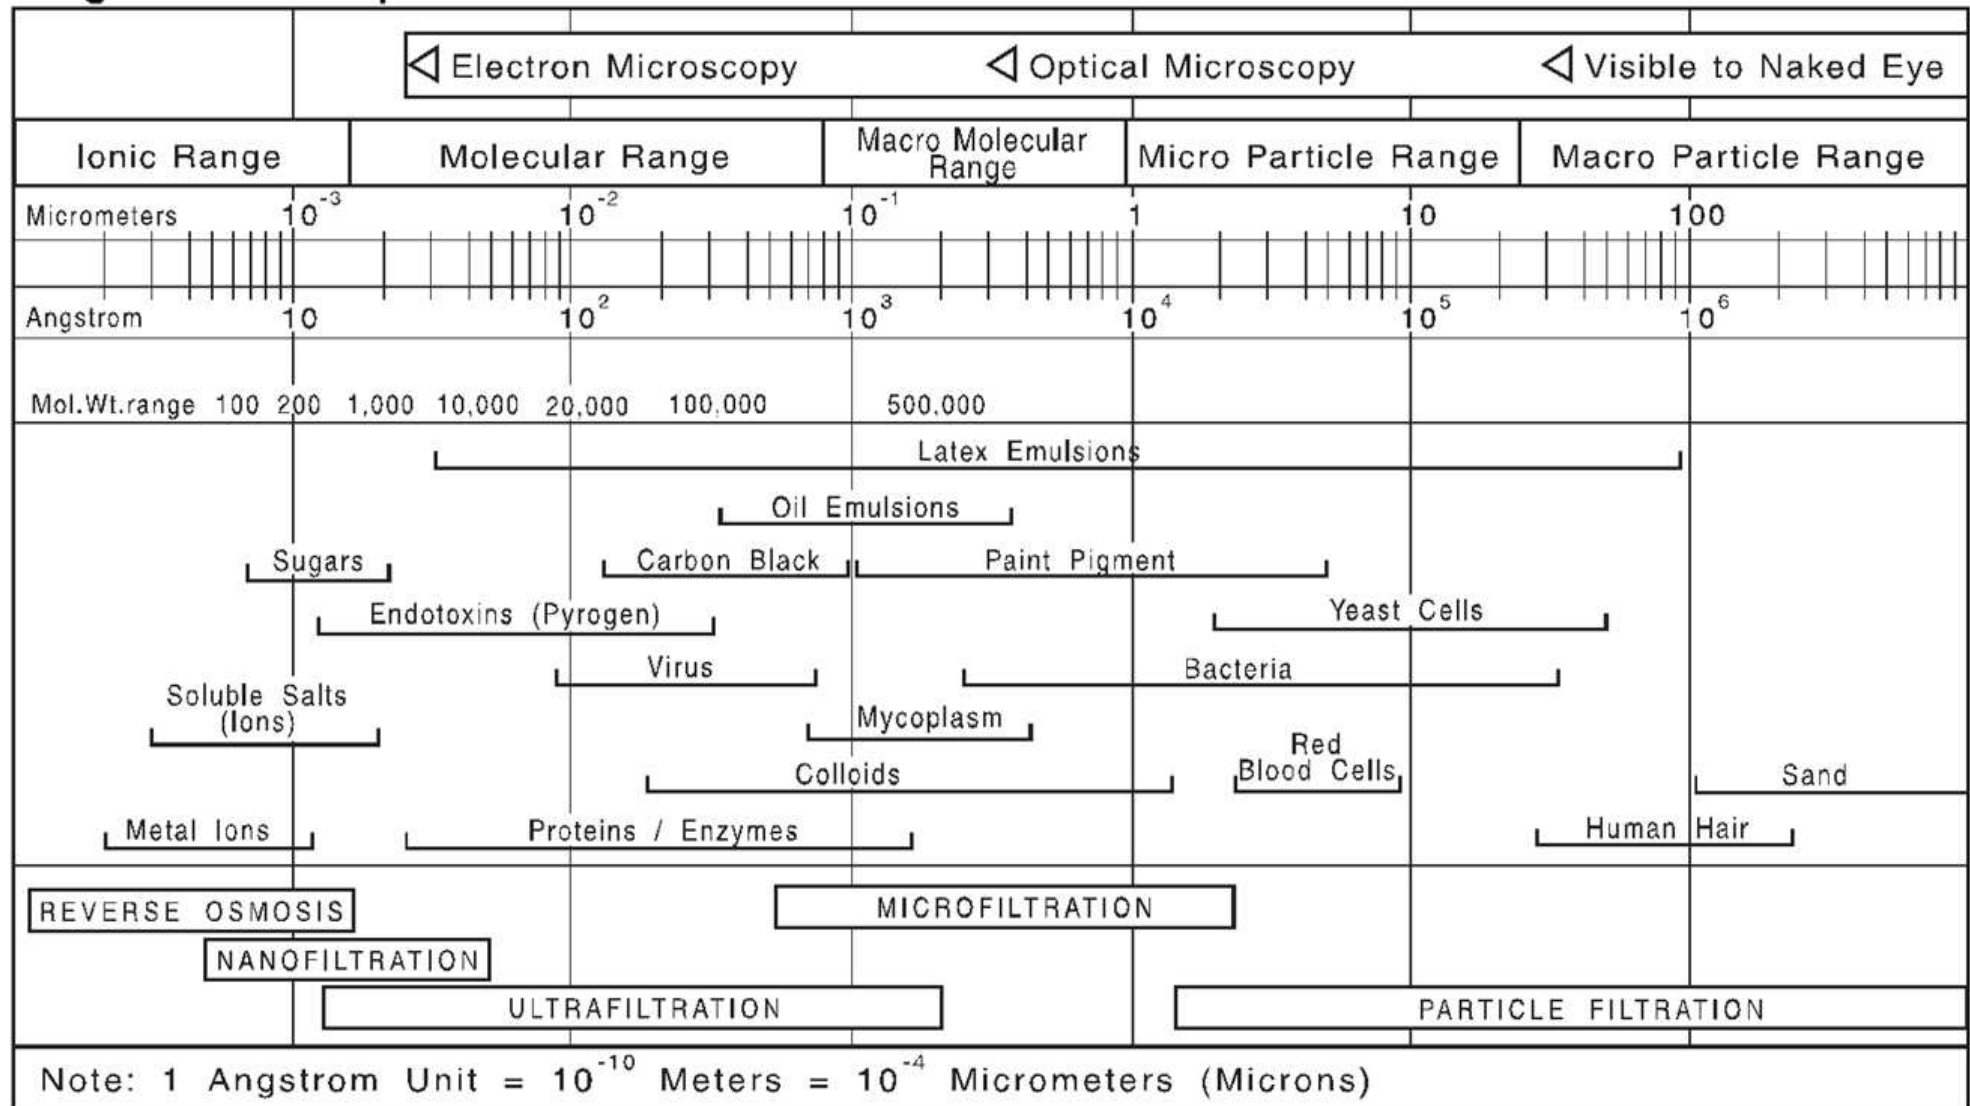 Electron Microscopy Optical Microscopy Visible to Naked Eye
Ionic Range Molecular Range Macro Molecular Range Micro Particle Range Macro Particle Range
Micrometers 10⁻³ 10⁻² 10⁻¹ 1 10 100
Angstrom 10 10² 10³ 10⁴ 10⁵ 10⁶
Mol.Wt.range 100 200 1,000 10,000 20,000 100,000 500,000
Latex Emulsions
Oil Emulsions
Sugars Carbon Black Paint Pigment
Endotoxins (Pyrogen) Yeast Cells
Virus Bacteria
Soluble Salts
(Ions) Mycoplasm
Red
Colloids Blood Cells Sand
Metal Ions Proteins / Enzymes Human Hair
REVERSE OSMOSIS MICROFILTRATION
NANOFILTRATION
ULTRAFILTRATION PARTICLE FILTRATION
Note: 1 Angstrom Unit = 10⁻¹⁰ Meters = 10⁻⁴ Micrometers (Microns)